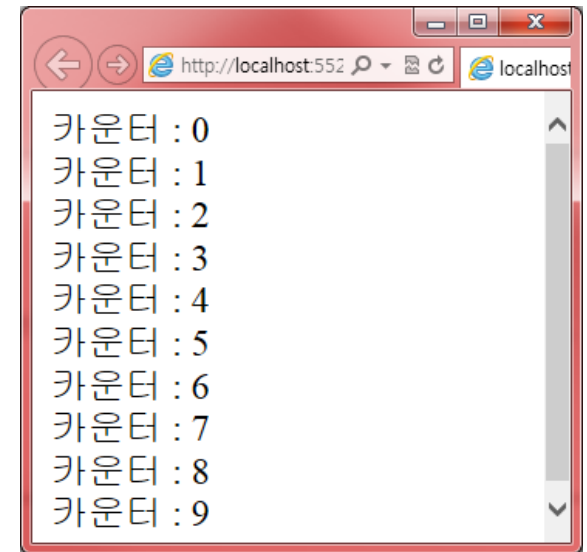 http://localhost:552
localhost
카운터 : 0
카운터 : 1
카운터 : 2
카운터 : 3
카운터 : 4
카운터 : 5
카운터 : 6
카운터 : 7
카운터 : 8
카운터 : 9